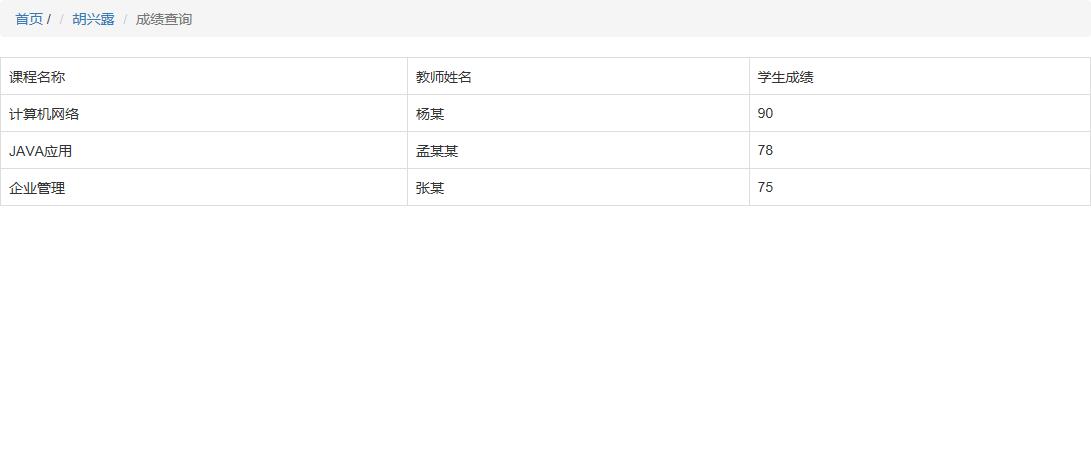 首页 / / 胡兴露 / 成绩查询
课程名称 教师姓名 学生成绩
计算机网络 杨某 90
JAVA应用 孟某某 78
企业管理 张某 75